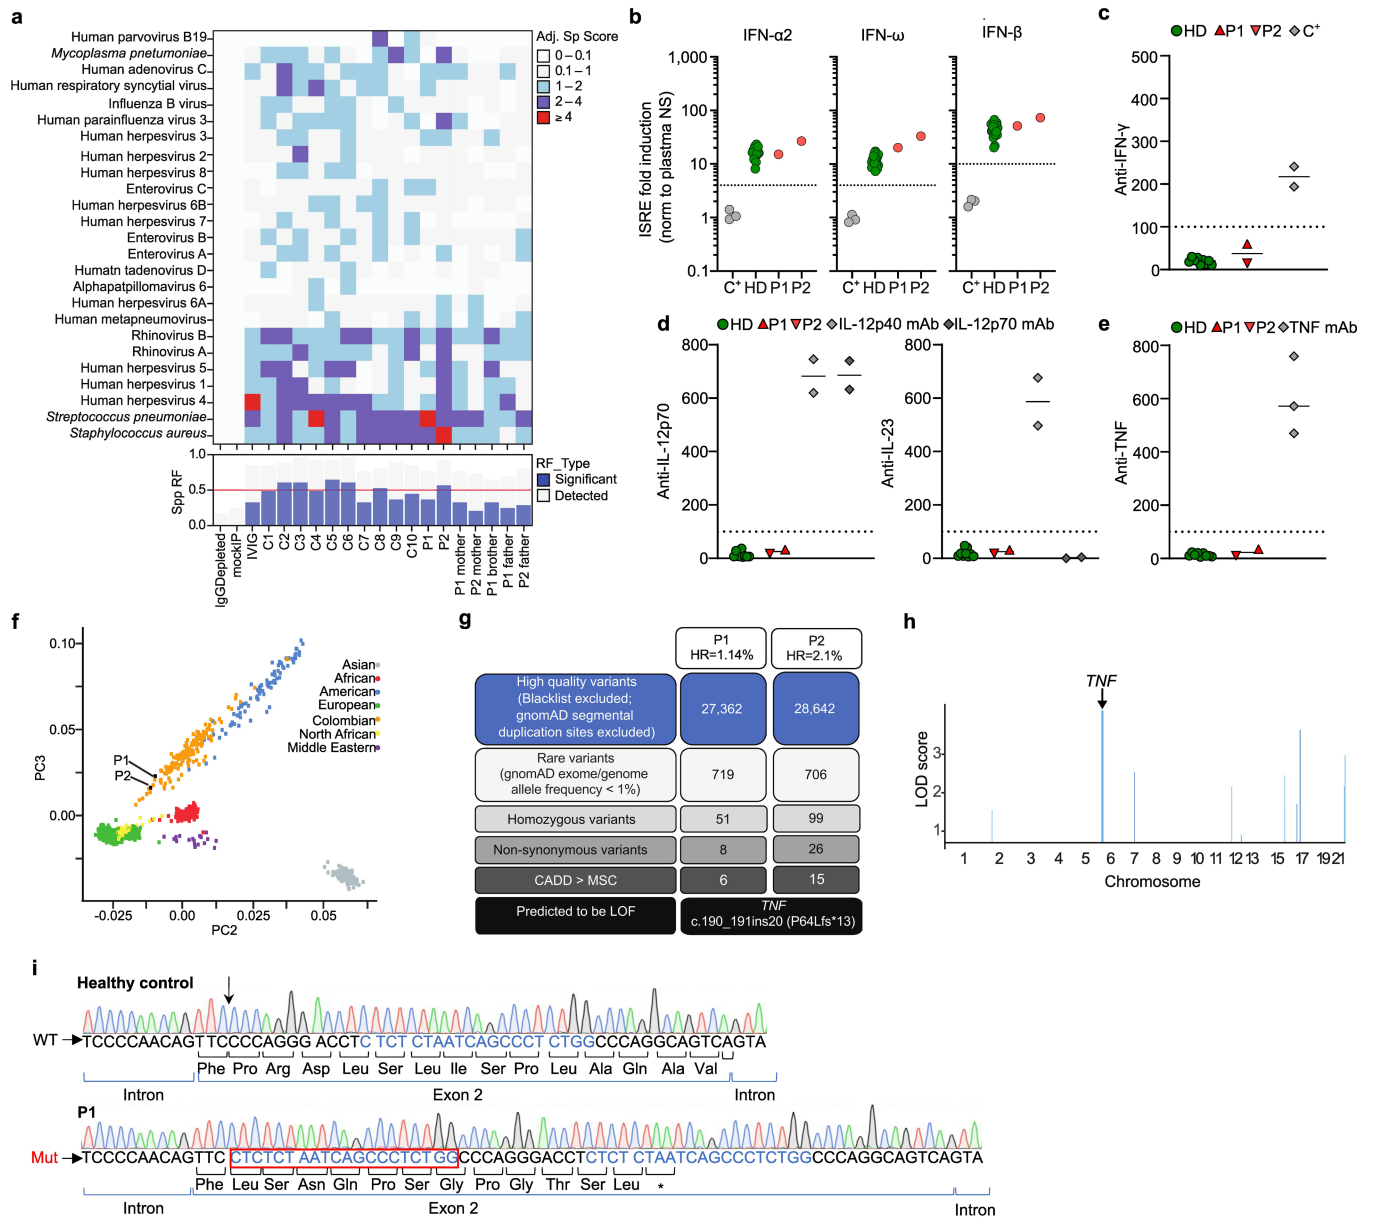 a
Human parvovirus B19
Mycoplasma pnetumoniae
Human adenovirus C
Human respiratory syncytial virus
Influenza B virus
Human parainfluenza virus 3
Human herpesvirus 3
Human herpesvirus 2
Human herpesvirus 8
Enterovirus C
Human herpesvirus 6B
Human herpesvirus 7
Enterovirus B
Enterovirus A
Humatn tadenovirus D
Alphapatpillomavirus 6
Human herpesvirus 6A
Human metapneumovirus
Rhinovirus B
Rhinovirus A
Human herpesvirus 5
Human herpesvirus 1
Human herpesvirus 4
Streptococcus pneumoniae
Staphylococcus aureus
Adj. Sp Score
0–0.1
0.1–1
1–2
2–4
≥4
Spp RF
1.0
0.5
0.0
RF_Type
Significant
Detected
IgGDepleted
mockIP
IVIG
C1
C2
C3
C4
C5
C6
C7
C8
C9
C10
P1
P2
P1 mother
P2 mother
P1 brother
P1 father
P2 father
b
IFN-α2
IFN-ω
IFN-β
ISRE fold induction
(norm to plasma NS)
1,000
100
10
1
0.1
C+ HD P1 P2
C+ HD P1 P2
C+ HD P1 P2
c
HD P1 P2 C+
Anti-IFN-γ
500
400
300
200
100
0
d
HD P1 P2 IL-12p40 mAb IL-12p70 mAb
Anti-IL-12p70
800
600
400
200
0
Anti-IL-23
800
600
400
200
0
e
HD P1 P2 TNF mAb
Anti-TNF
800
600
400
200
0
f
PC3
0.10
0.05
0.00
P1
P2
Asian
African
American
European
Colombian
North African
Middle Eastern
-0.025 0.00 0.025 0.05
PC2
g
P1
HR=1.14%
P2
HR=2.1%
High quality variants
(Blacklist excluded;
gnomAD segmental
duplication sites excluded)
27,362
28,642
Rare variants
(gnomAD exome/genome
allele frequency < 1%)
719
706
Homozygous variants
51
99
Non-synonymous variants
8
26
CADD > MSC
6
15
Predicted to be LOF
TNF
c.190_191ins20 (P64Lfs*13)
h
TNF
LOD score
3
2
1
1 2 3 4 5 6 7 8 9 10 11 12 13 15 17 19 21
Chromosome
i
Healthy control
WT
TCCCCAACAGTTCCCCAGGG ACCTC TCT CTAATCAGCCCT CTGGCCCAGGCAGTCAGTA
Phe Pro Arg Asp Leu Ser Leu Ile Ser Pro Leu Ala Gln Ala Val
Intron
Exon 2
Intron
P1
Mut
TCCCCAACAGTTC CTCTCT AATCAGCCCTCTGGCCCAGGGACCTCTCT CTAATCAGCCCTCTGGCCCAGGCAGTCAGTA
Phe Leu Ser Asn Gln Pro Ser Gly Pro Gly Thr Ser Leu *
Intron
Exon 2
Intron